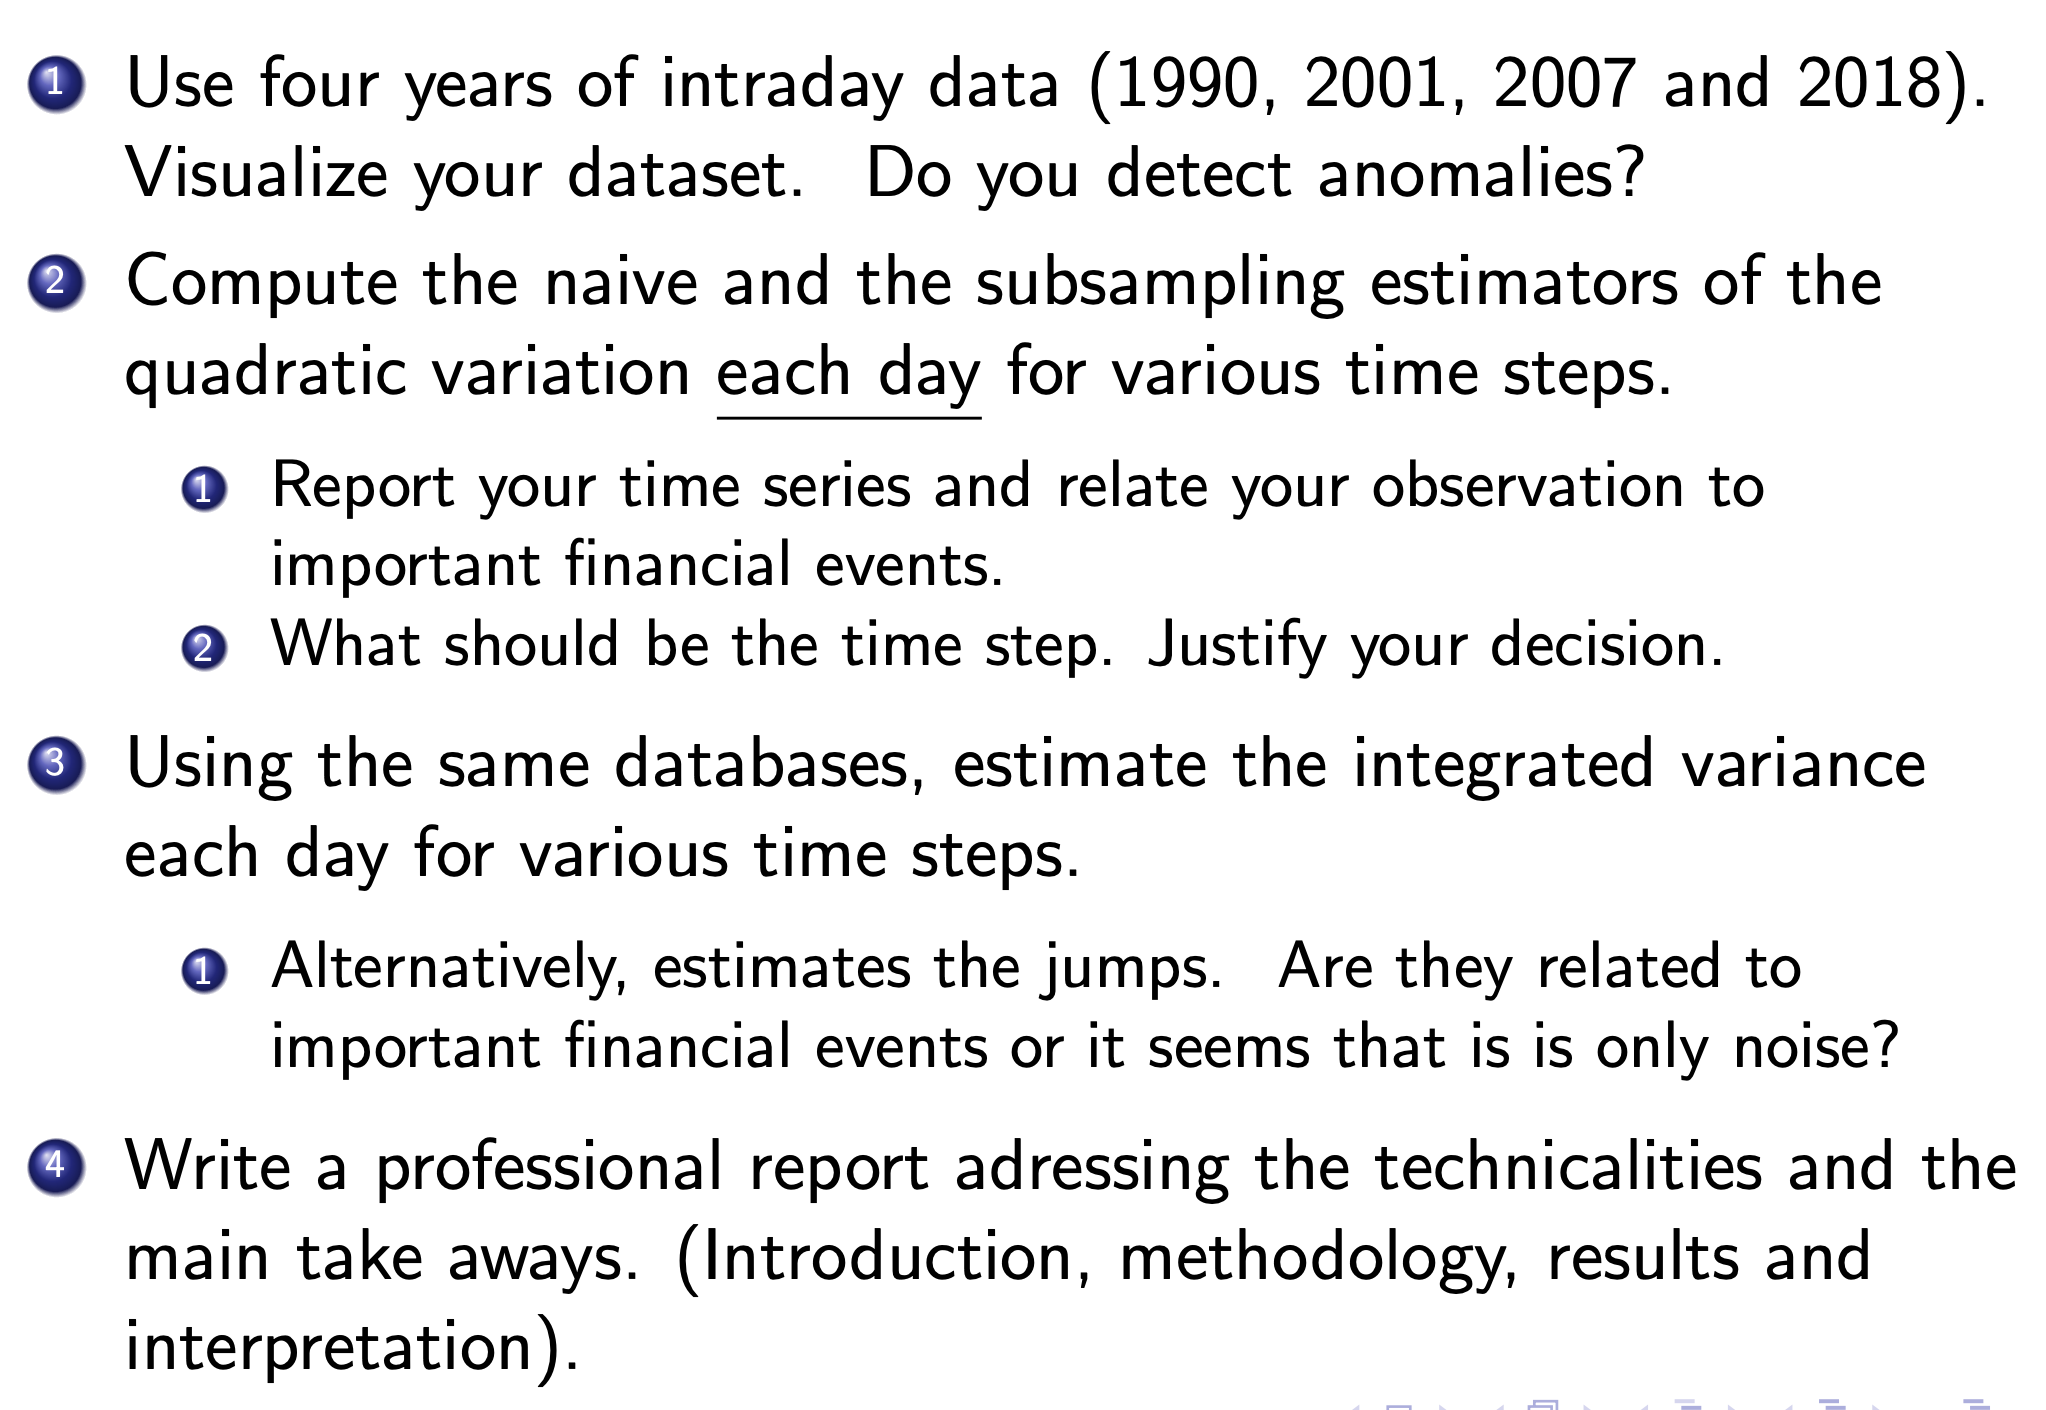 1 Use four years of intraday data (1990, 2001, 2007 and 2018).
Visualize your dataset. Do you detect anomalies?
2 Compute the naive and the subsampling estimators of the
quadratic variation each day for various time steps.
1 Report your time series and relate your observation to
important financial events.
2 What should be the time step. Justify your decision.
3 Using the same databases, estimate the integrated variance
each day for various time steps.
1 Alternatively, estimates the jumps. Are they related to
important financial events or it seems that is is only noise?
4 Write a professional report adressing the technicalities and the
main take aways. (Introduction, methodology, results and
interpretation).